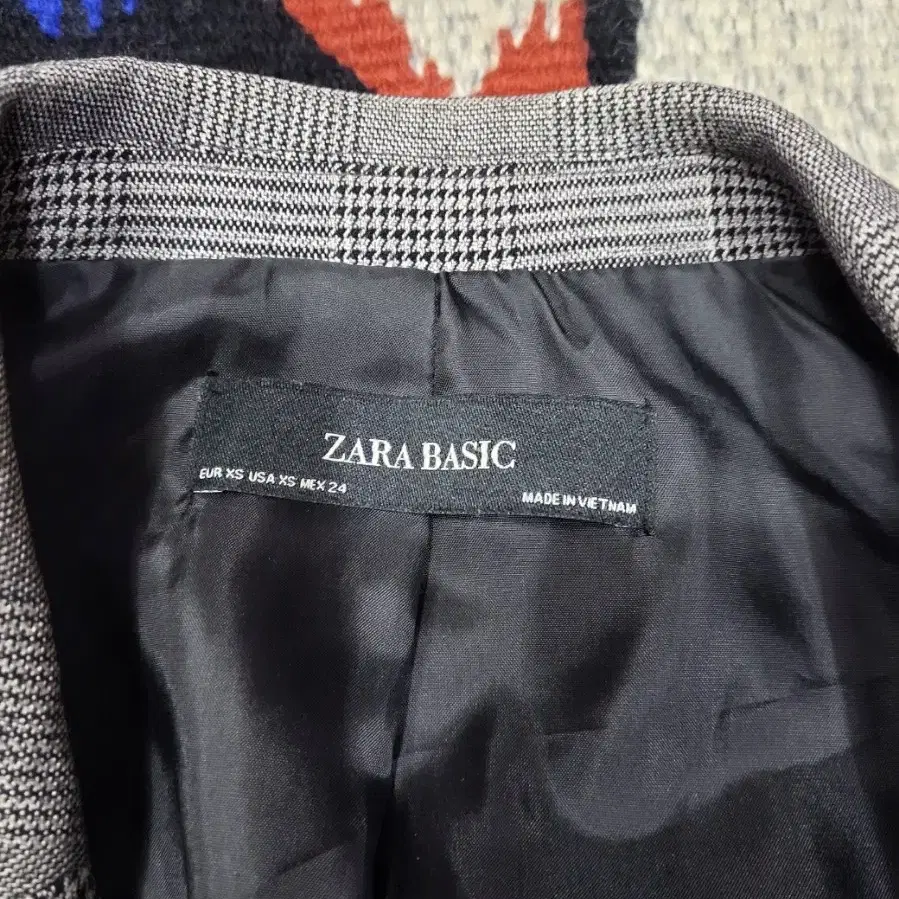 ZARA BASIC
EUR XS USA XS MEX 24
MADE IN VIETNAM